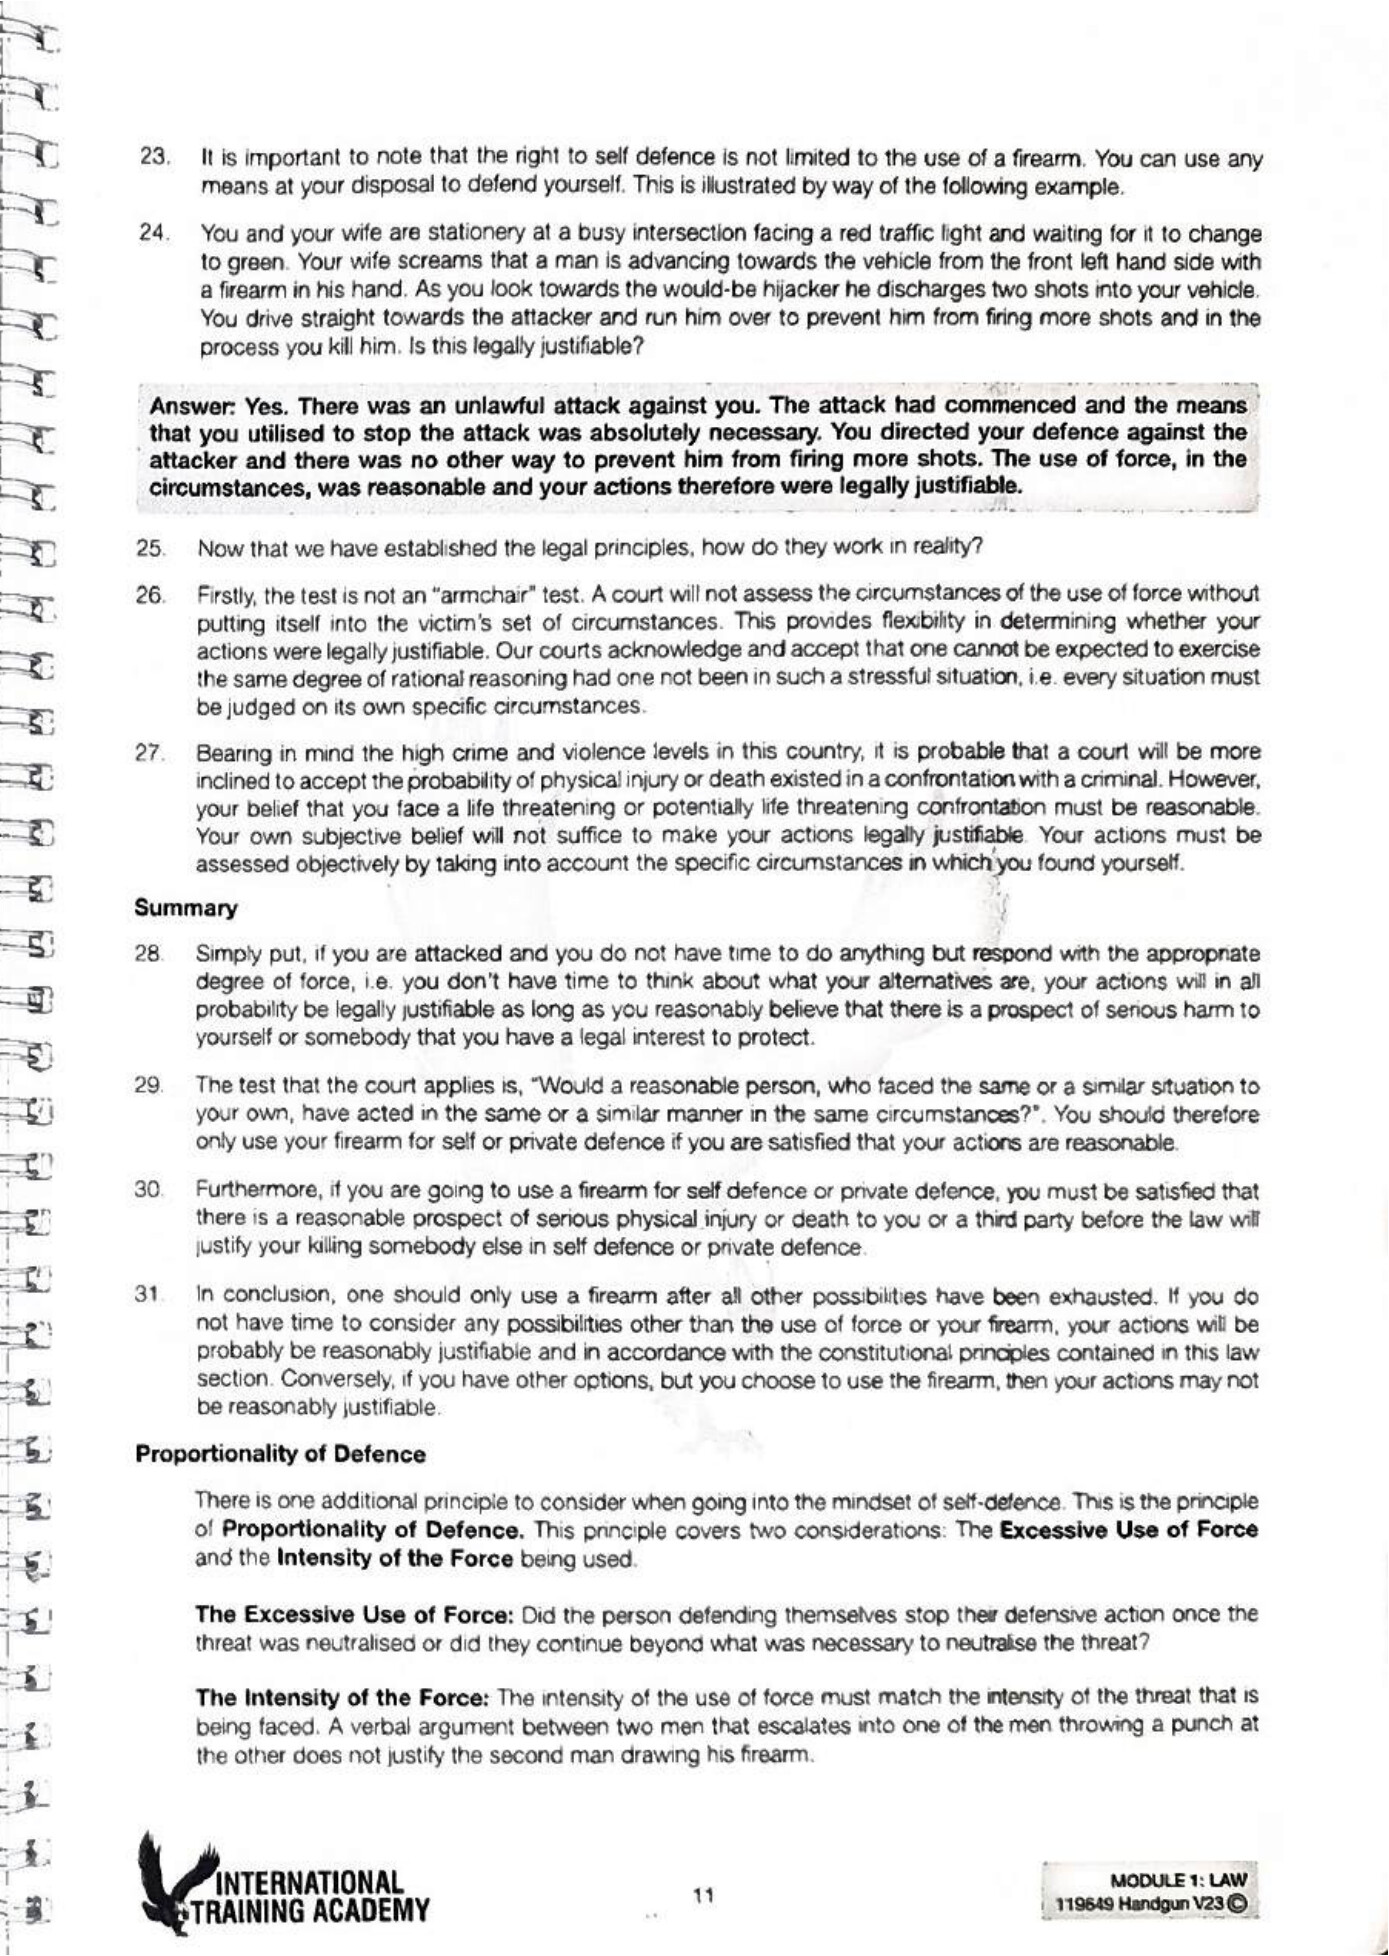 23. It is important to note that the right to self defence is not limited to the use of a firearm. You can use any
means at your disposal to defend yourself. This is illustrated by way of the following example.
24. You and your wife are stationery at a busy intersection facing a red traffic light and waiting for it to change
to green. Your wife screams that a man is advancing towards the vehicle from the front left hand side with
a firearm in his hand. As you look towards the would-be hijacker he discharges two shots into your vehicle.
You drive straight towards the attacker and run him over to prevent him from firing more shots and in the
process you kill him. Is this legally justifiable?
Answer: Yes. There was an unlawful attack against you. The attack had commenced and the means
that you utilised to stop the attack was absolutely necessary. You directed your defence against the
attacker and there was no other way to prevent him from firing more shots. The use of force, in the
circumstances, was reasonable and your actions therefore were legally justifiable.
25. Now that we have established the legal principles, how do they work in reality?
26. Firstly, the test is not an "armchair" test. A court will not assess the circumstances of the use of force without
putting itself into the victim's set of circumstances. This provides flexibility in determining whether your
actions were legally justifiable. Our courts acknowledge and accept that one cannot be expected to exercise
the same degree of rational reasoning had one not been in such a stressful situation, i.e. every situation must
be judged on its own specific circumstances.
27. Bearing in mind the high crime and violence levels in this country, it is probable that a court will be more
inclined to accept the probability of physical injury or death existed in a confrontation with a criminal. However,
your belief that you face a life threatening or potentially life threatening confrontation must be reasonable.
Your own subjective belief will not suffice to make your actions legally justifiable. Your actions must be
assessed objectively by taking into account the specific circumstances in which you found yourself.
Summary
28. Simply put, if you are attacked and you do not have time to do anything but respond with the appropriate
degree of force, i.e. you don't have time to think about what your alternatives are, your actions will in all
probability be legally justifiable as long as you reasonably believe that there is a prospect of serious harm to
yourself or somebody that you have a legal interest to protect.
29. The test that the court applies is, "Would a reasonable person, who faced the same or a similar situation to
your own, have acted in the same or a similar manner in the same circumstances?". You should therefore
only use your firearm for self or private defence if you are satisfied that your actions are reasonable.
30. Furthermore, if you are going to use a firearm for self defence or private defence, you must be satisfied that
there is a reasonable prospect of serious physical injury or death to you or a third party before the law will
justify your killing somebody else in self defence or private defence.
31. In conclusion, one should only use a firearm after all other possibilities have been exhausted. If you do
not have time to consider any possibilities other than the use of force or your firearm, your actions will be
probably be reasonably justifiable and in accordance with the constitutional principles contained in this law
section. Conversely, if you have other options, but you choose to use the firearm, then your actions may not
be reasonably justifiable.
Proportionality of Defence
There is one additional principle to consider when going into the mindset of self-defence. This is the principle
of Proportionality of Defence. This principle covers two considerations: The Excessive Use of Force
and the Intensity of the Force being used.
The Excessive Use of Force: Did the person defending themselves stop their defensive action once the
threat was neutralised or did they continue beyond what was necessary to neutralise the threat?
The Intensity of the Force: The intensity of the use of force must match the intensity of the threat that is
being faced. A verbal argument between two men that escalates into one of the men throwing a punch at
the other does not justify the second man drawing his firearm.
INTERNATIONAL
TRAINING ACADEMY
11
MODULE 1: LAW
119649 Handgun V23©